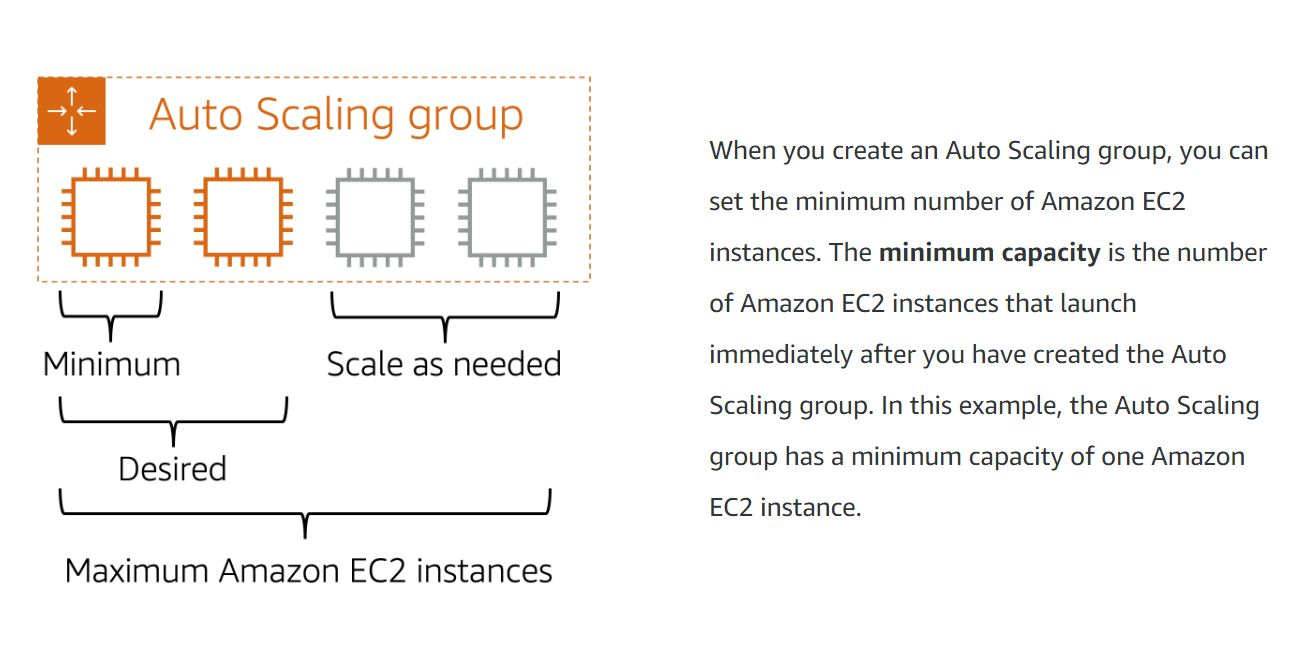 Auto Scaling group
Minimum
Scale as needed
Desired
Maximum Amazon EC2 instances
When you create an Auto Scaling group, you can
set the minimum number of Amazon EC2
instances. The minimum capacity is the number
of Amazon EC2 instances that launch
immediately after you have created the Auto
Scaling group. In this example, the Auto Scaling
group has a minimum capacity of one Amazon
EC2 instance.